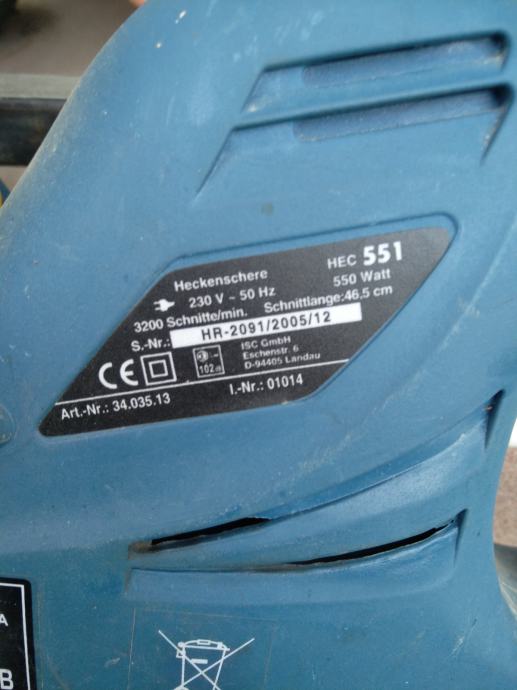 Heckenschere HEC 551
230 V ~ 50 Hz 550 Watt
3200 Schnitte/min. Schnittlange:46,5 cm
S.-Nr.: HR-2091/2005/12
CE 102 ISC GmbH
Eschenstr. 6
D-94405 Landau
Art.-Nr.: 34.035.13 I.-Nr.: 01014
A
B